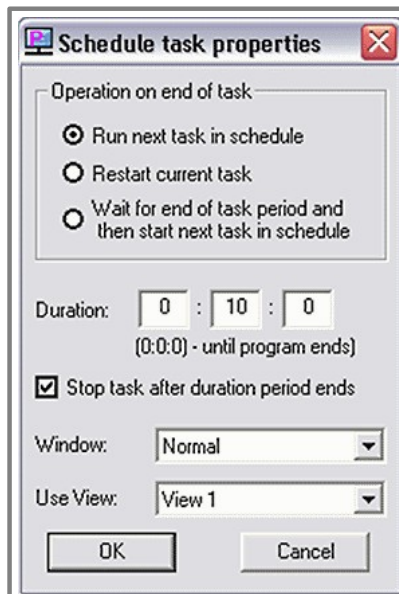 Schedule task properties
Operation on end of task
Run next task in schedule
Restart current task
Wait for end of task period and
then start next task in schedule
Duration: 0 : 10 : 0
(0:0:0) - until program ends)
Stop task after duration period ends
Window: Normal
Use View: View 1
OK Cancel